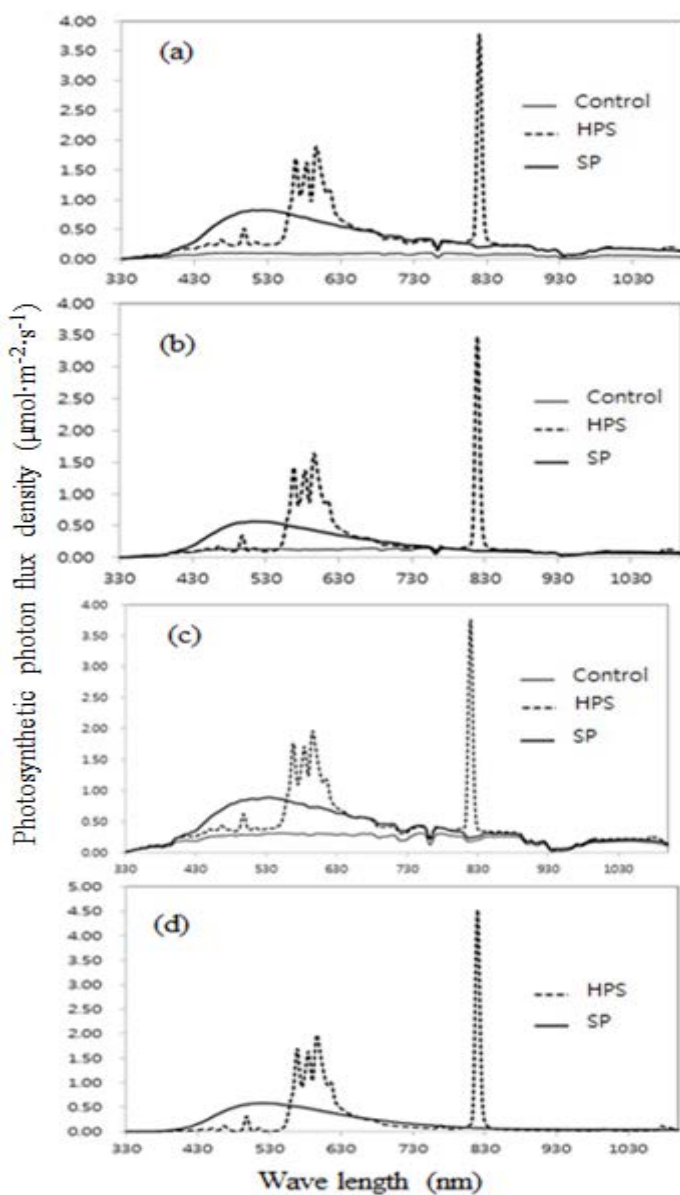 Photosynthetic photon flux density (μmol·m⁻²·s⁻¹)
4.00
3.50
3.00
2.50
2.00
1.50
1.00
0.50
0.00
(a)
Control
HPS
SP
330 430 530 630 730 830 930 1030
4.00
3.50
3.00
2.50
2.00
1.50
1.00
0.50
0.00
(b)
Control
HPS
SP
330 430 530 630 730 830 930 1030
4.00
3.50
3.00
2.50
2.00
1.50
1.00
0.50
0.00
(c)
Control
HPS
SP
330 430 530 630 730 830 930 1030
5.00
4.50
4.00
3.50
3.00
2.50
2.00
1.50
1.00
0.50
0.00
(d)
HPS
SP
330 430 530 630 730 830 930 1030
Wave length (nm)